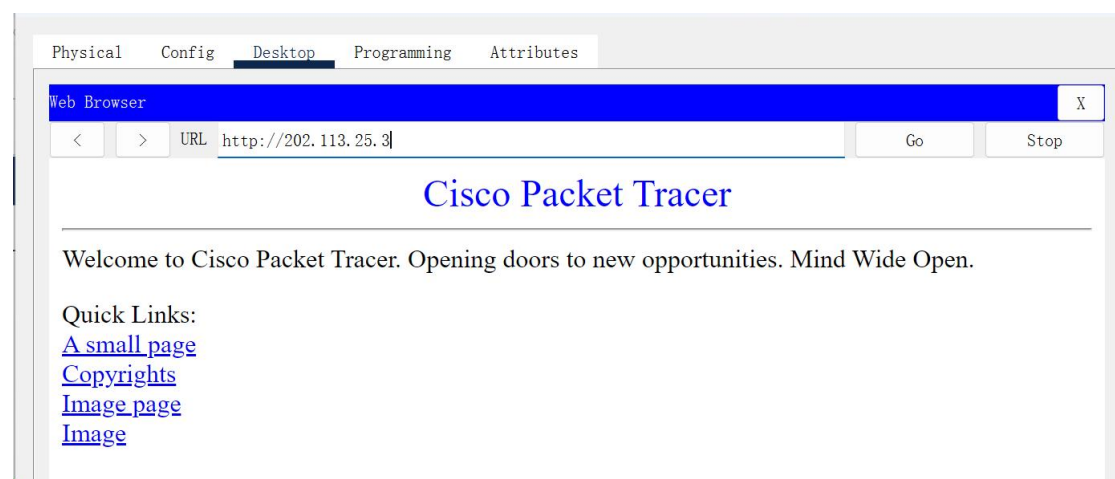 Physical Config Desktop Programming Attributes
Web Browser X
< > URL http://202.113.25.3 Go Stop
Cisco Packet Tracer
Welcome to Cisco Packet Tracer. Opening doors to new opportunities. Mind Wide Open.
Quick Links:
A small page
Copyrights
Image page
Image